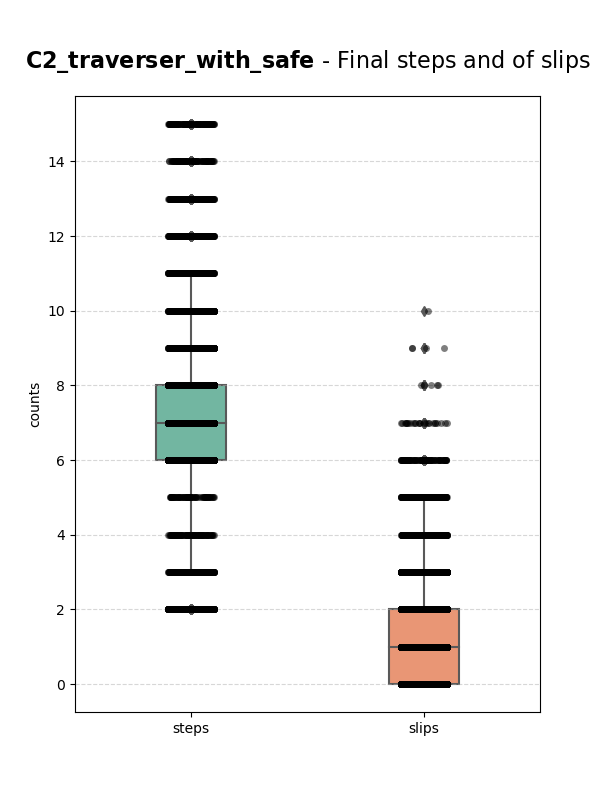 C2_traverser_with_safe - Final steps and of slips
14
12
10
8
6
4
2
0
counts
steps
slips